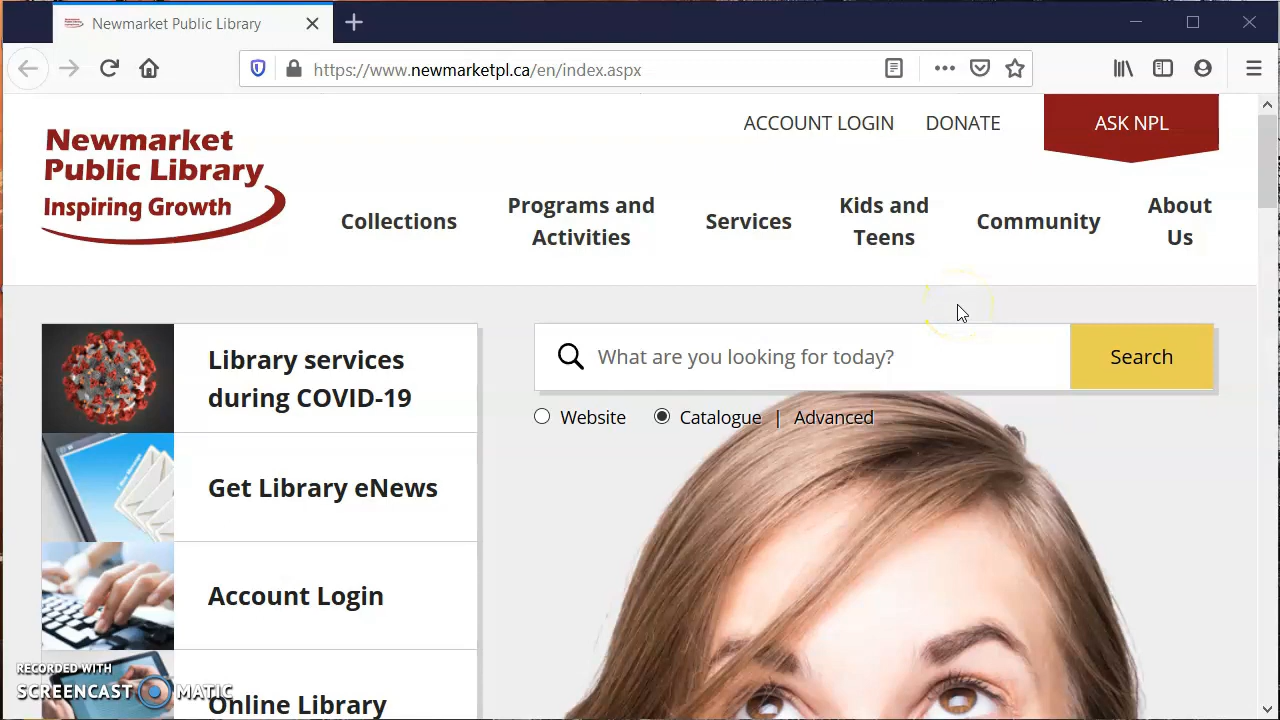 Newmarket Public Library
https://www.newmarketpl.ca/en/index.aspx
Newmarket
Public Library
Inspiring Growth
ACCOUNT LOGIN
DONATE
ASK NPL
Collections
Programs and
Activities
Services
Kids and
Teens
Community
About
Us
Library services
during COVID-19
Get Library eNews
Account Login
Online Library
What are you looking for today?
Search
Website
Catalogue | Advanced
RECORDED WITH
SCREENCAST MATIC